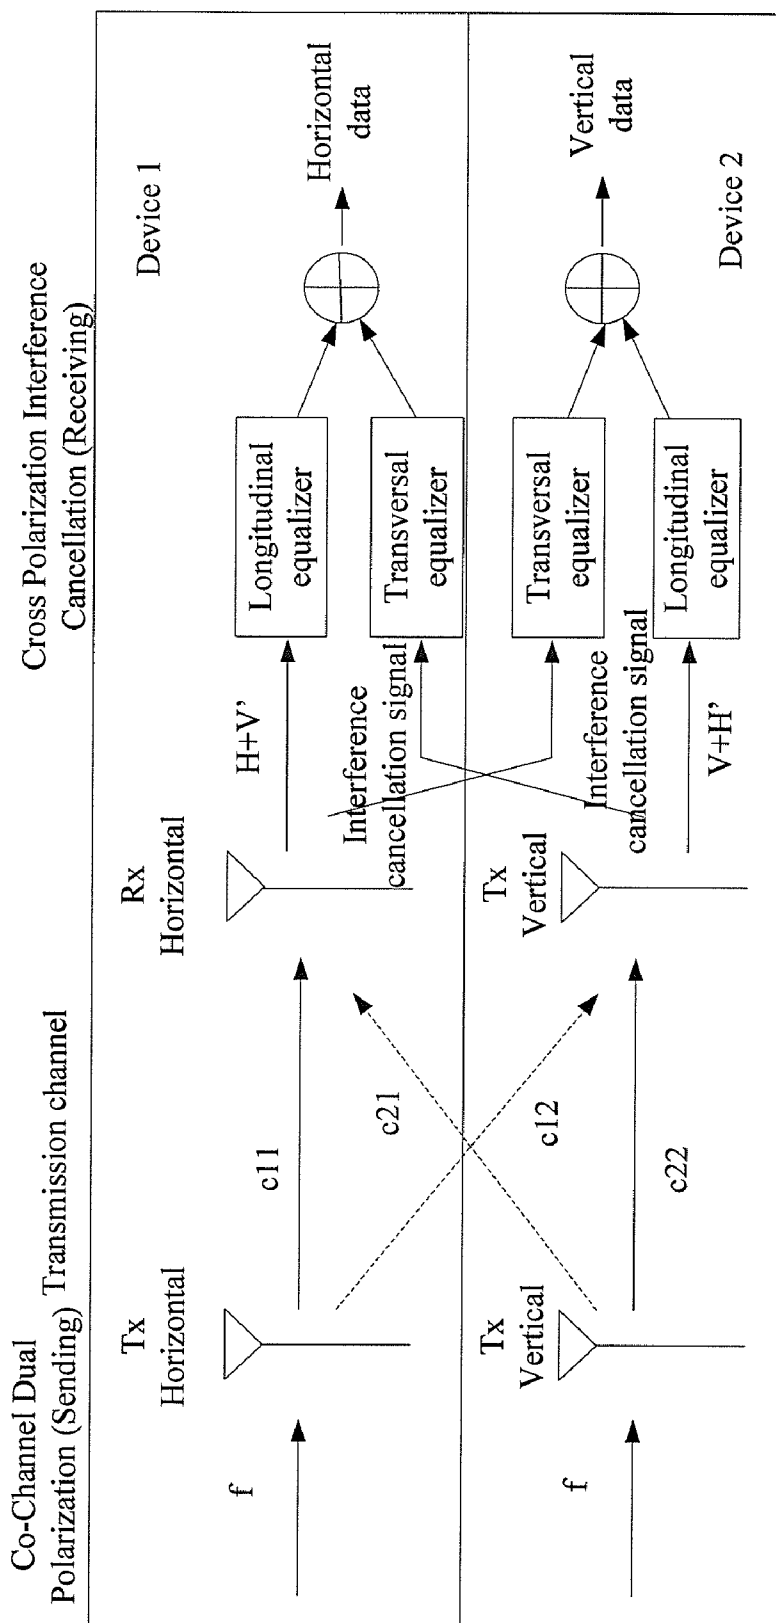 Co-Channel Dual
Polarization (Sending)
Transmission channel
Cross Polarization Interference
Cancellation (Receiving)
Device 1
f
Tx
Horizontal
c11
c21
Rx
Horizontal
H+V'
Interference
cancellation signal
Longitudinal
equalizer
Transversal
equalizer
Horizontal
data
f
Tx
Vertical
c12
c22
Tx
Vertical
Interference
cancellation signal
V+H'
Transversal
equalizer
Longitudinal
equalizer
Vertical
data
Device 2